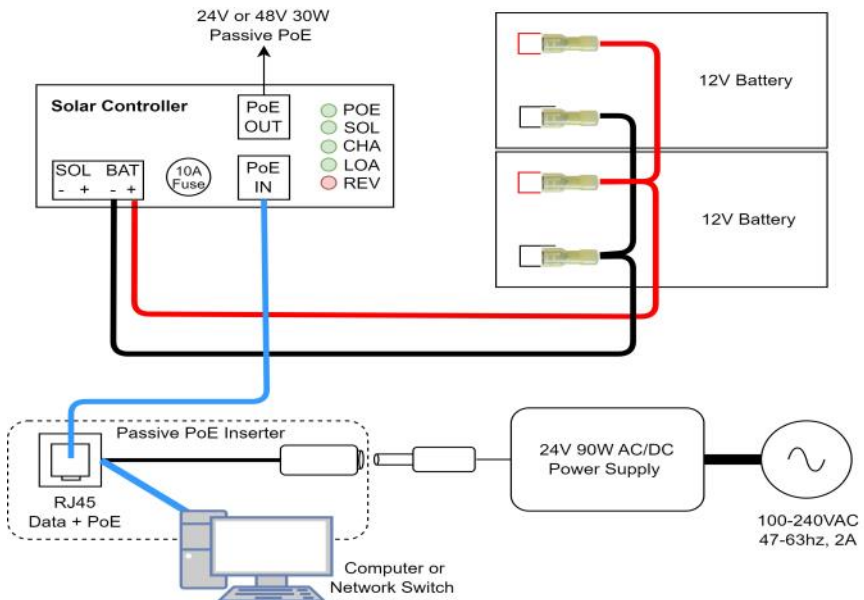 24V or 48V 30W
Passive PoE
Solar Controller
PoE
OUT
POE
SOL
CHA
LOA
REV
SOL BAT
- + - +
10A
Fuse
PoE
IN
12V Battery
12V Battery
Passive PoE Inserter
RJ45
Data + PoE
24V 90W AC/DC
Power Supply
100-240VAC
47-63hz, 2A
Computer or
Network Switch